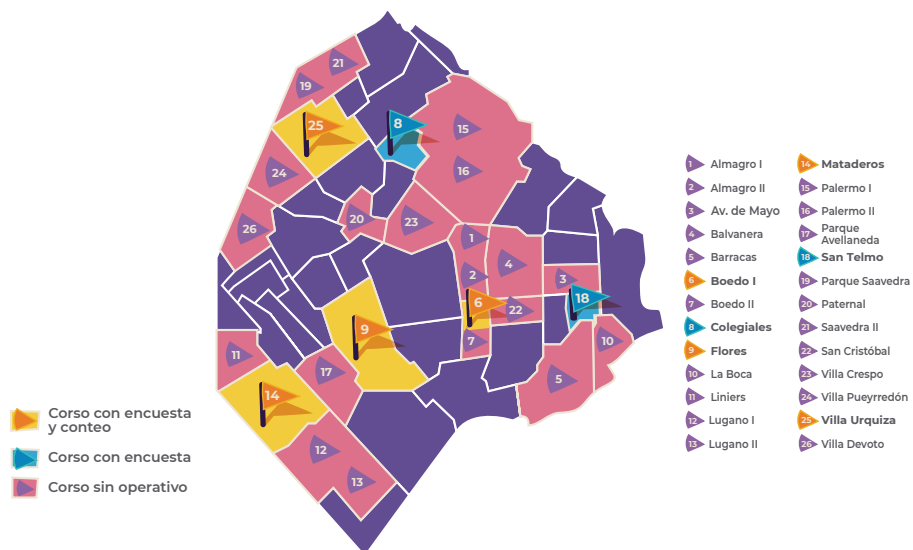 21
19
25
8
15
24
16
26
20
23
1
4
2
3
6
22
18
9
7
10
11
17
5
14
12
13
Corso con encuesta
y conteo
Corso con encuesta
Corso sin operativo
1 Almagro I
2 Almagro II
3 Av. de Mayo
4 Balvanera
5 Barracas
6 Boedo I
7 Boedo II
8 Colegiales
9 Flores
10 La Boca
11 Liniers
12 Lugano I
13 Lugano II
14 Mataderos
15 Palermo I
16 Palermo II
17 Parque
Avellaneda
18 San Telmo
19 Parque Saavedra
20 Paternal
21 Saavedra II
22 San Cristóbal
23 Villa Crespo
24 Villa Pueyrredón
25 Villa Urquiza
26 Villa Devoto